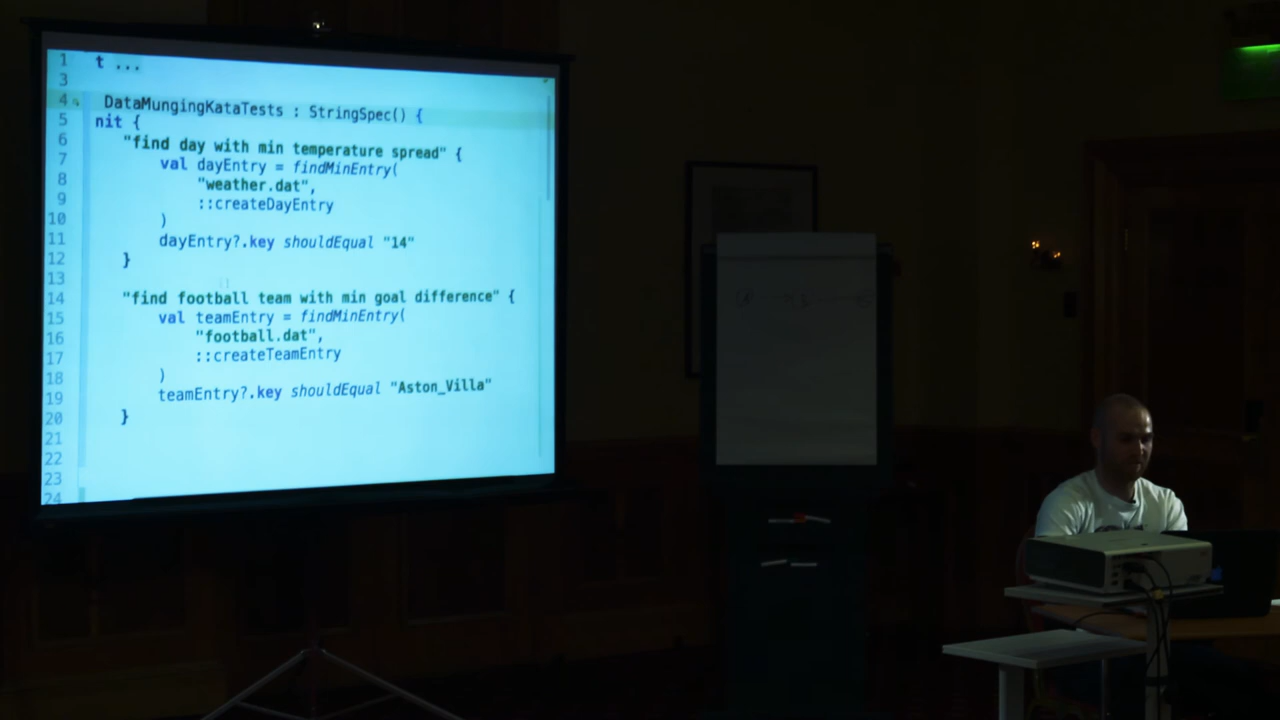 1 t ...
3
4 DataMungingKataTests : StringSpec() {
5 nit {
6 "find day with min temperature spread" {
7 val dayEntry = findMinEntry(
8 "weather.dat",
9 ::createDayEntry
10 )
11 dayEntry?.key shouldEqual "14"
12 }
13
14 "find football team with min goal difference" {
15 val teamEntry = findMinEntry(
16 "football.dat",
17 ::createTeamEntry
18 )
19 teamEntry?.key shouldEqual "Aston_Villa"
20 }
21
22
23
24